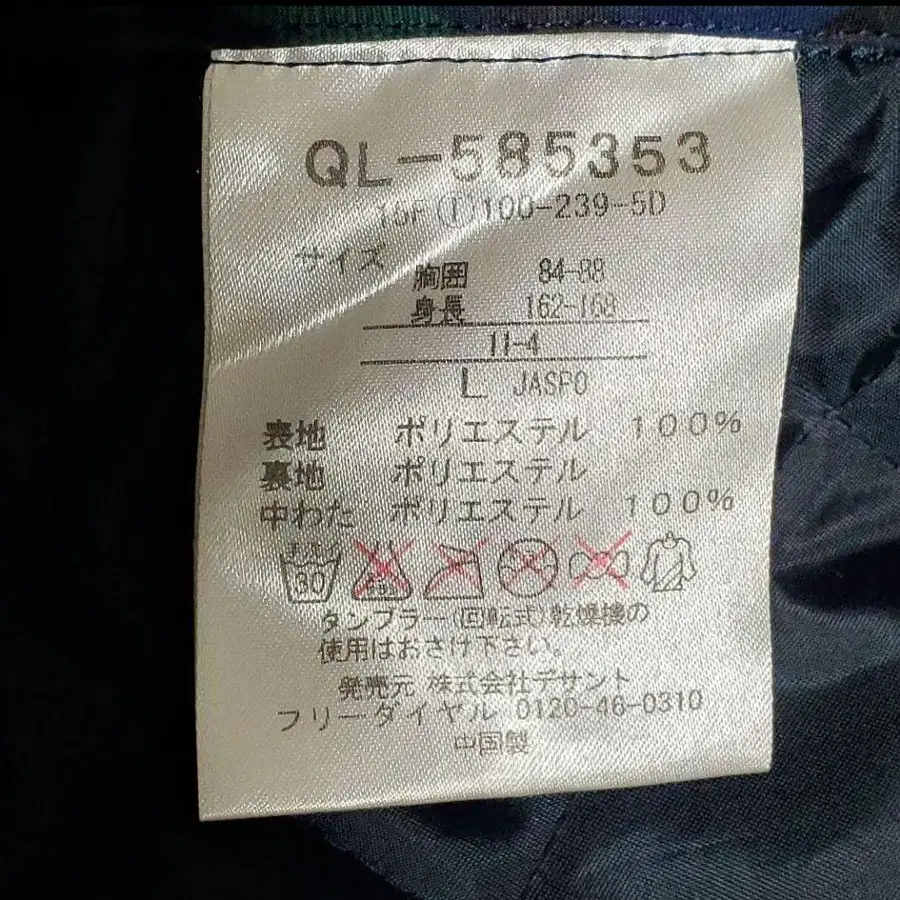 QL-585353
15F(I)100-239-5D
サイズ
胸囲 84-88
身長 162-168
11-4
L JASPO
表地 ポリエステル 100%
裏地 ポリエステル
中わた ポリエステル 100%
30
タンブラー(回転式)乾燥機の
使用はおさけ下さい。
発売元 株式会社デサント
フリーダイヤル 0120-46-0310
中国製